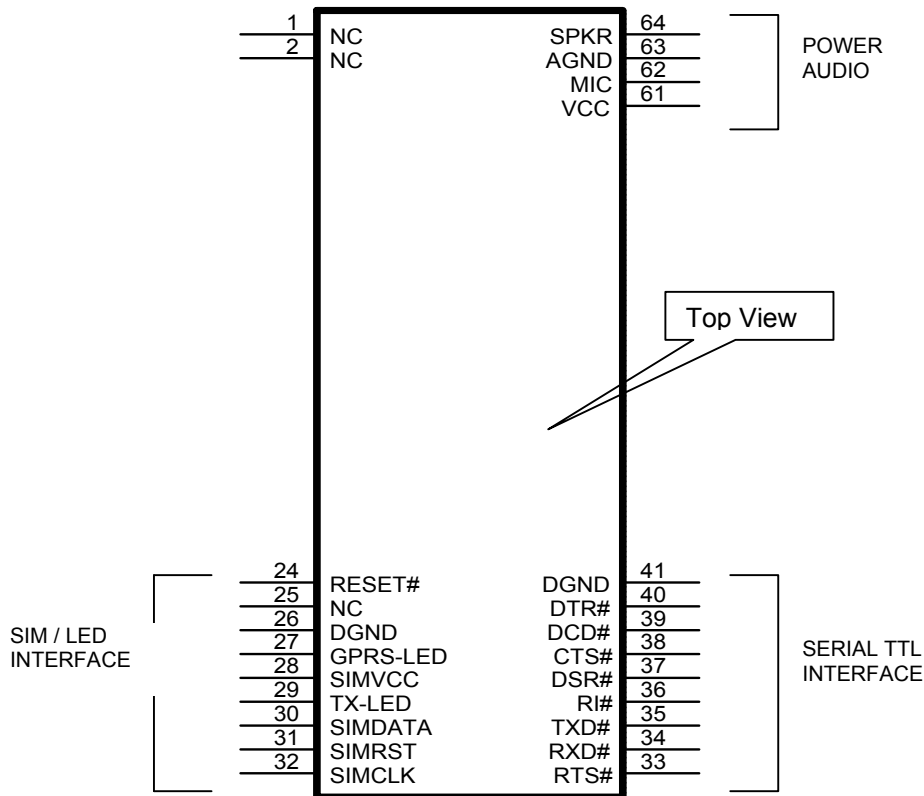 1 NC
2 NC
SPKR 64
AGND 63
MIC 62
VCC 61
POWER
AUDIO
Top View
SIM / LED
INTERFACE
24 RESET#
25 NC
26 DGND
27 GPRS-LED
28 SIMVCC
29 TX-LED
30 SIMDATA
31 SIMRST
32 SIMCLK
DGND 41
DTR# 40
DCD# 39
CTS# 38
DSR# 37
RI# 36
TXD# 35
RXD# 34
RTS# 33
SERIAL TTL
INTERFACE